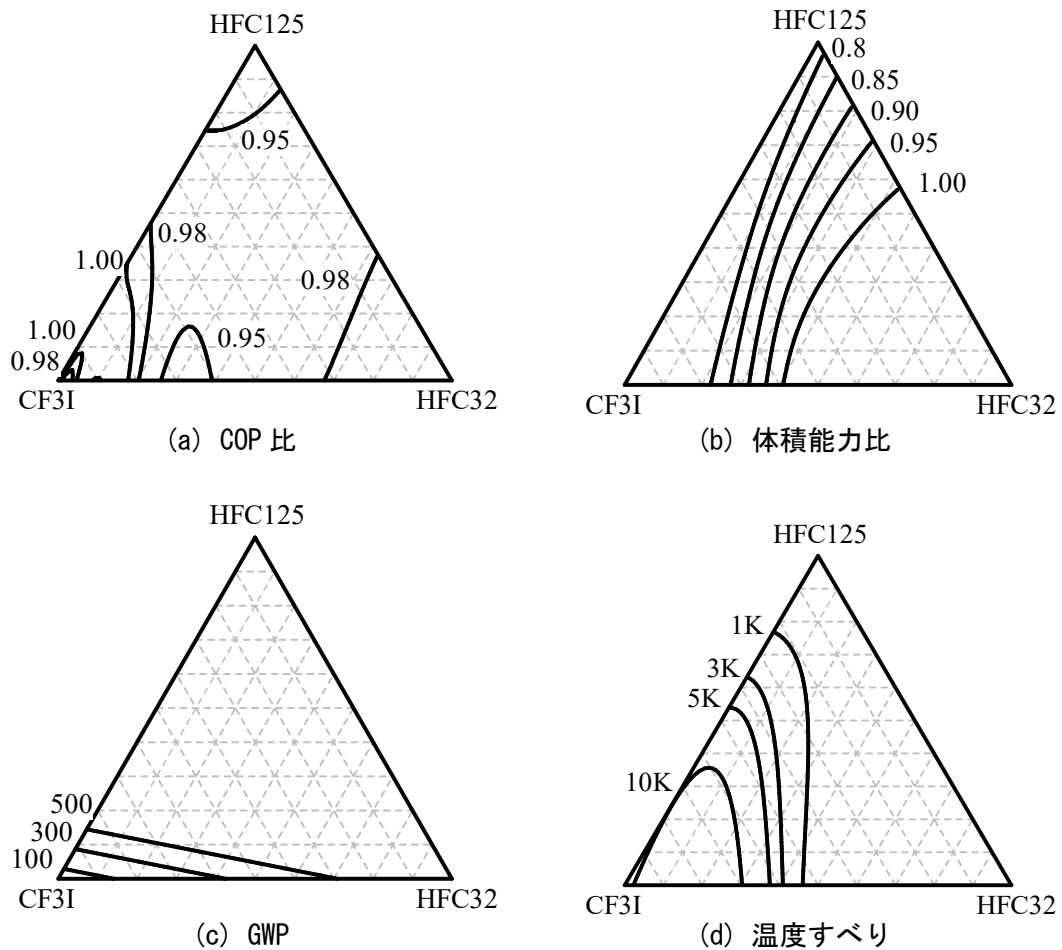 HFC125
0.95
0.98
1.00
0.98
1.00
0.95
0.98
CF3I
HFC32
(a) COP 比
HFC125
0.8
0.85
0.90
0.95
1.00
CF3I
HFC32
(b) 体積能力比
HFC125
500
300
100
CF3I
HFC32
(c) GWP
HFC125
1K
3K
5K
10K
CF3I
HFC32
(d) 温度すべり